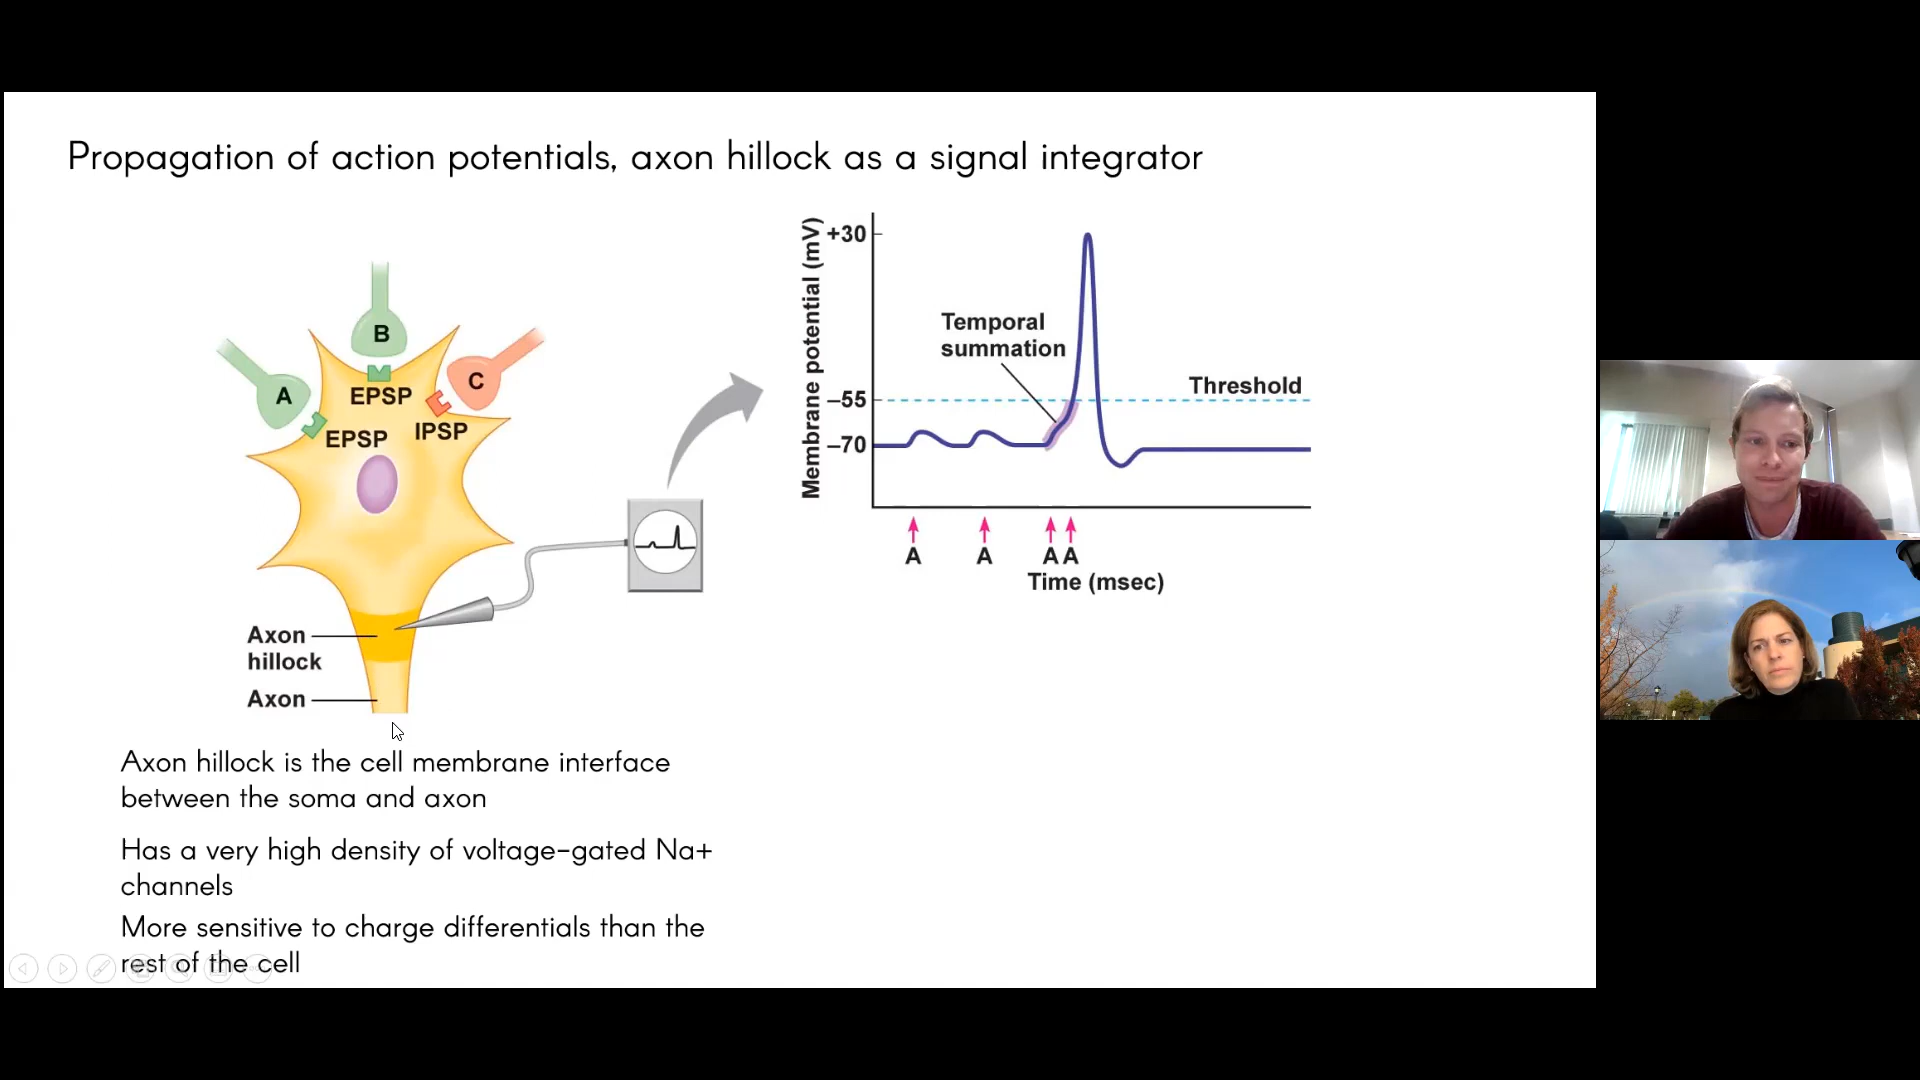 Propagation of action potentials, axon hillock as a signal integrator
B
A
C
EPSP
EPSP
IPSP
Axon
hillock
Axon
Membrane potential (mV)
+30
–55
–70
Temporal
summation
Threshold
A
A
A A
Time (msec)
Axon hillock is the cell membrane interface
between the soma and axon
Has a very high density of voltage-gated Na+
channels
More sensitive to charge differentials than the
rest of the cell